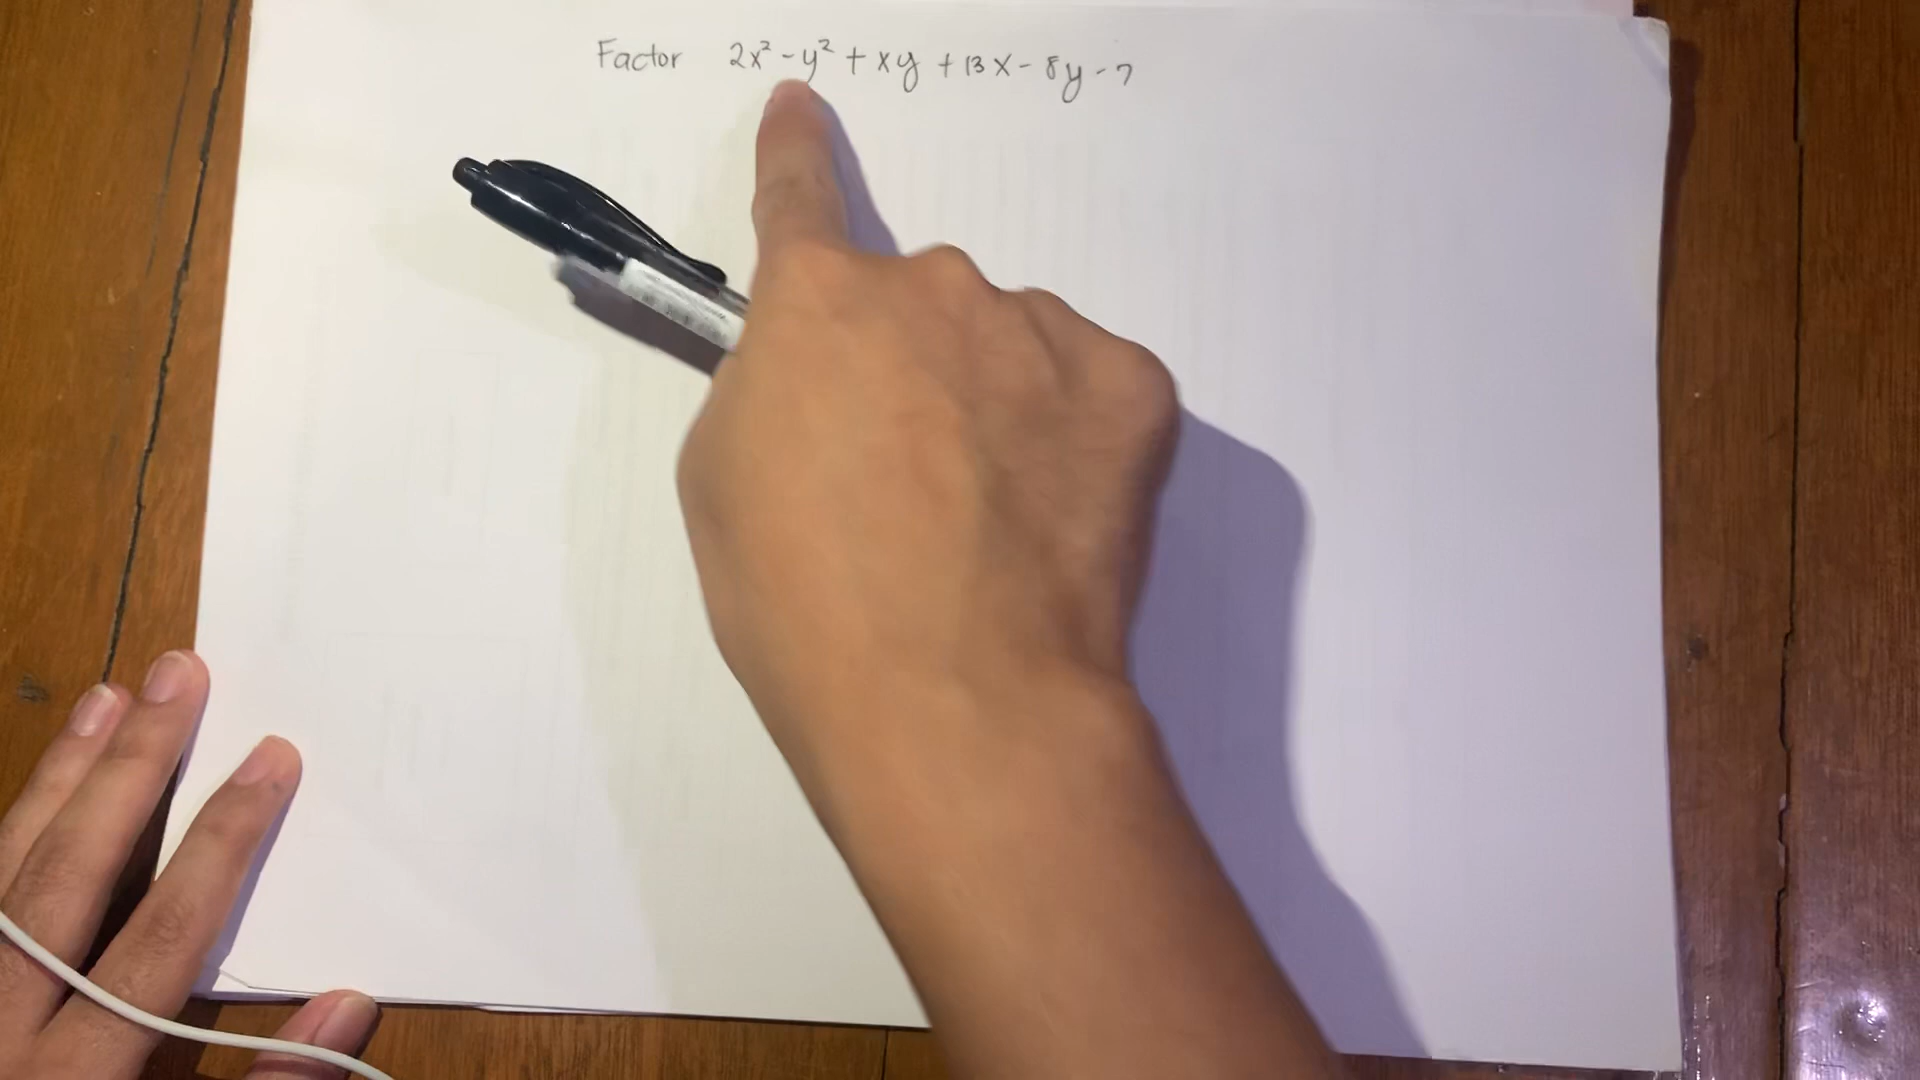 Factor 2x² - y² + xy + 13x - 8y - 7